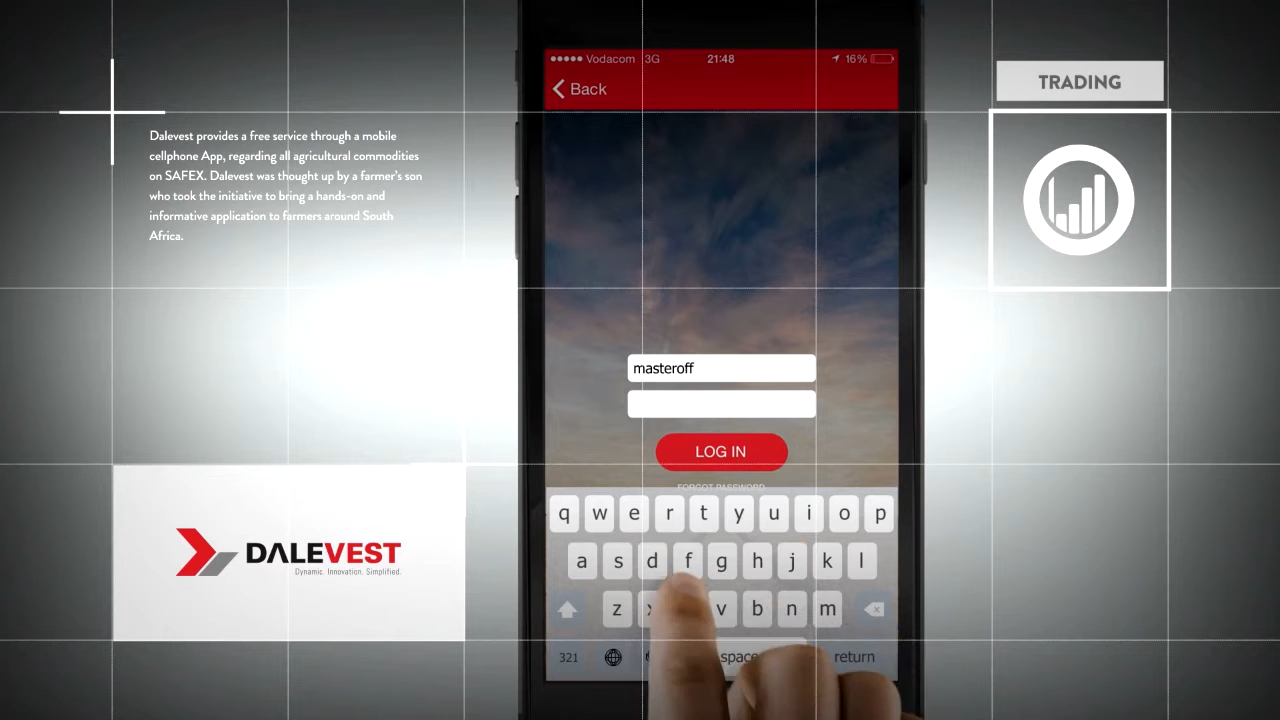 Vodacom 3G 21:48 16%
Back
TRADING
Dalevest provides a free service through a mobile
cellphone App, regarding all agricultural commodities
on SAFEX. Dalevest was thought up by a farmer's son
who took the initiative to bring a hands-on and
informative application to farmers around South
Africa.
masteroff
LOG IN
FORGOT PASSWORD
q w e r t y u i o p
a s d f g h j k l
z x v b n m
321 space return
DALEVEST
Dynamic. Innovation. Simplified.